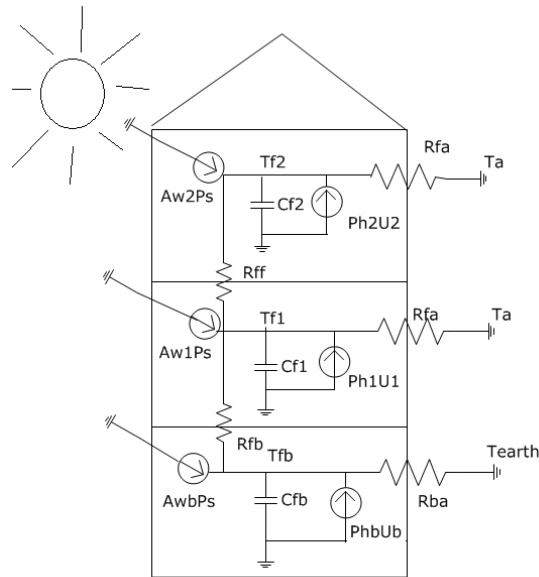 Rfa
Tf2
Ta
Aw2Ps
Cf2
Ph2U2
Rff
Tf1
Rfa
Ta
Aw1Ps
Cf1
Ph1U1
Rfb
Tfb
Tearth
AwbPs
Cfb
PhbUb
Rba